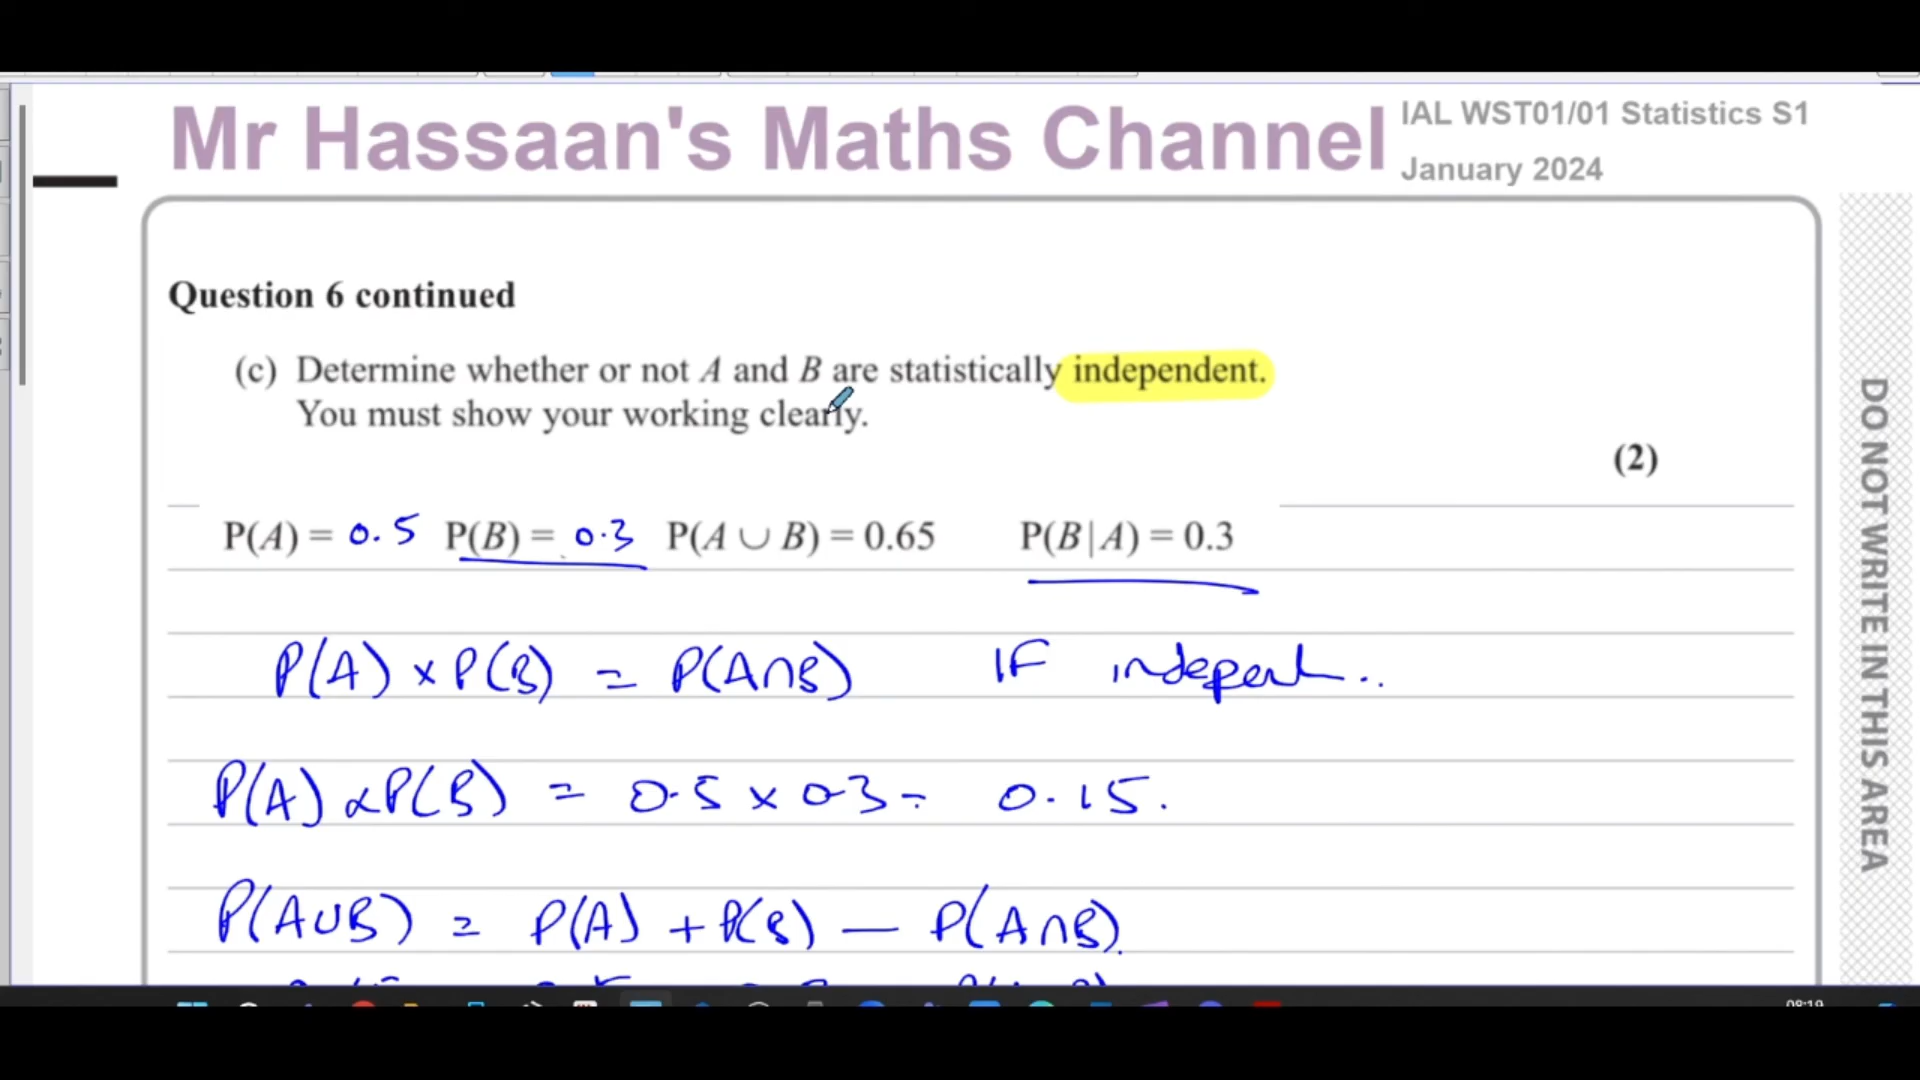 Mr Hassaan's Maths Channel
IAL WST01/01 Statistics S1
January 2024
Question 6 continued
(c) Determine whether or not A and B are statistically independent.
You must show your working clearly.
(2)
P(A) = 0.5 P(B) = 0.3 P(A ∪ B) = 0.65 P(B|A) = 0.3
P(A) × P(B) = P(A∩B) IF
P(A) × P(B) = 0.5 × 0.3 = 0.15.
P(A∪B) = P(A) + P(B) — P(A∩B).
DO NOT WRITE IN THIS AREA
08:19